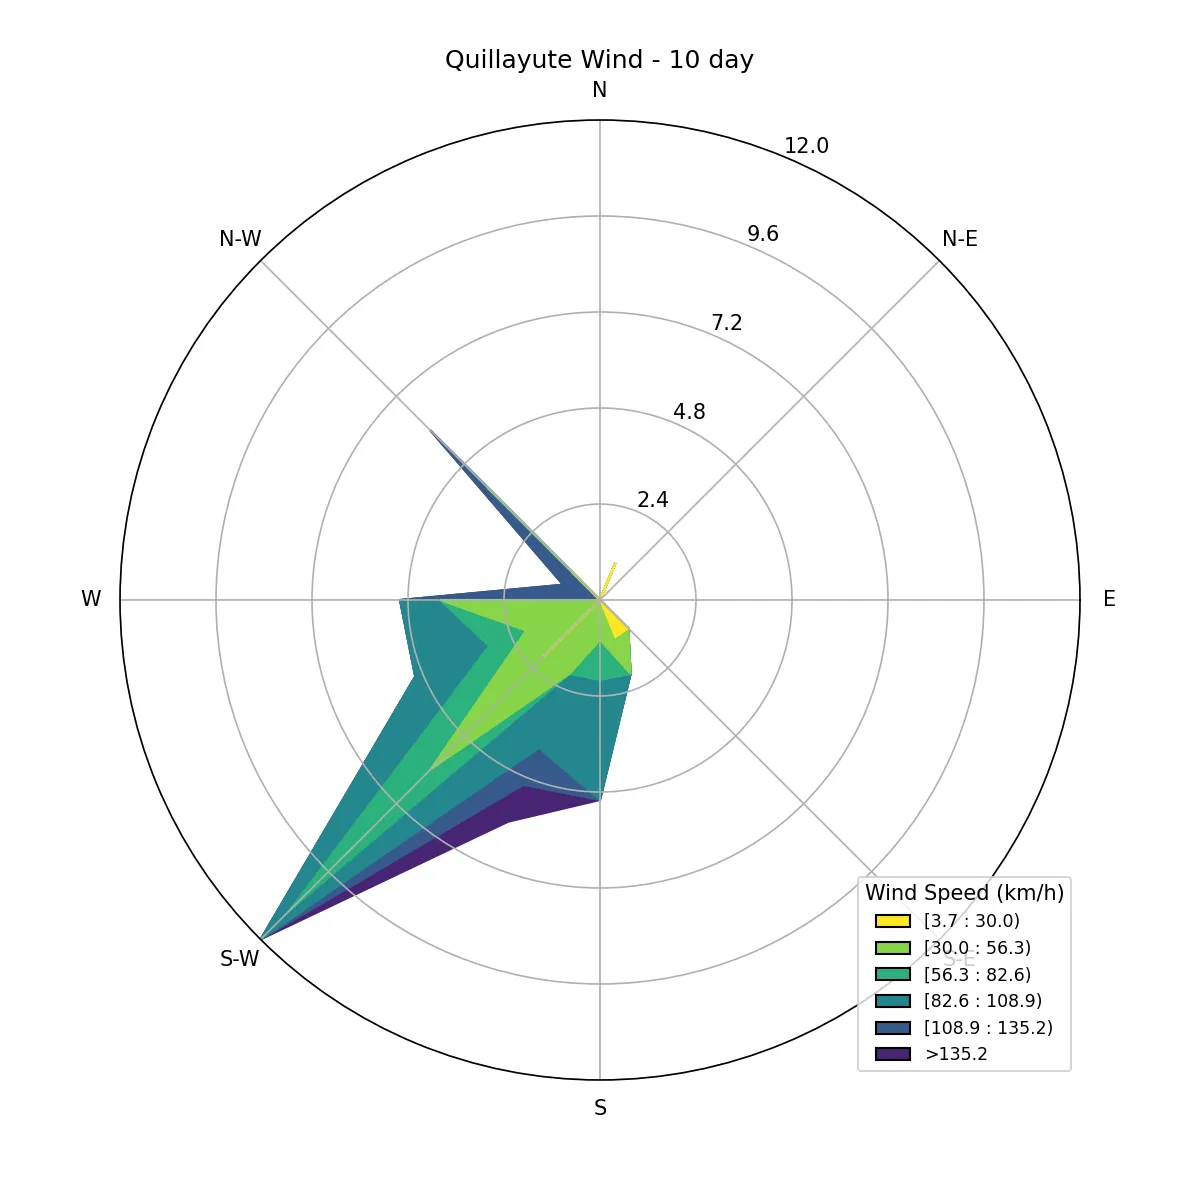 Quillayute Wind - 10 day
N
12.0
N-W
9.6
N-E
7.2
4.8
2.4
W
E
S-W
S-E
S
Wind Speed (km/h)
[3.7 : 30.0)
[30.0 : 56.3)
[56.3 : 82.6)
[82.6 : 108.9)
[108.9 : 135.2)
>135.2